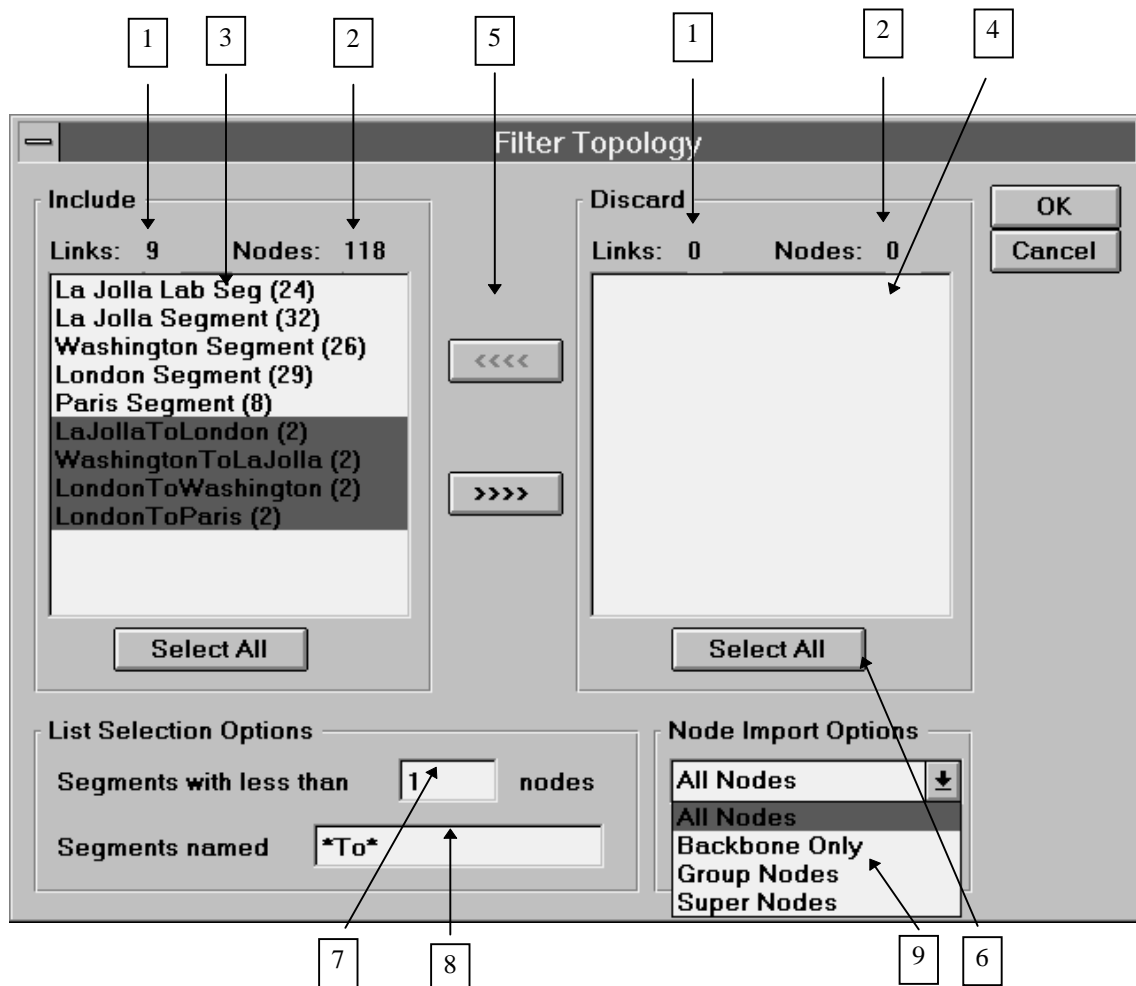 1 3 2 5 1 2 4
Filter Topology
Include
Links: 9 Nodes: 118
La Jolla Lab Seg (24)
La Jolla Segment (32)
Washington Segment (26)
London Segment (29)
Paris Segment (8)
LaJollaToLondon (2)
WashingtonToLaJolla (2)
LondonToWashington (2)
LondonToParis (2)
Select All
<<<<
>>>>
Discard
Links: 0 Nodes: 0
Select All
OK
Cancel
List Selection Options
Segments with less than 1 nodes
Segments named *To*
Node Import Options
All Nodes
All Nodes
Backbone Only
Group Nodes
Super Nodes
7 8 9 6